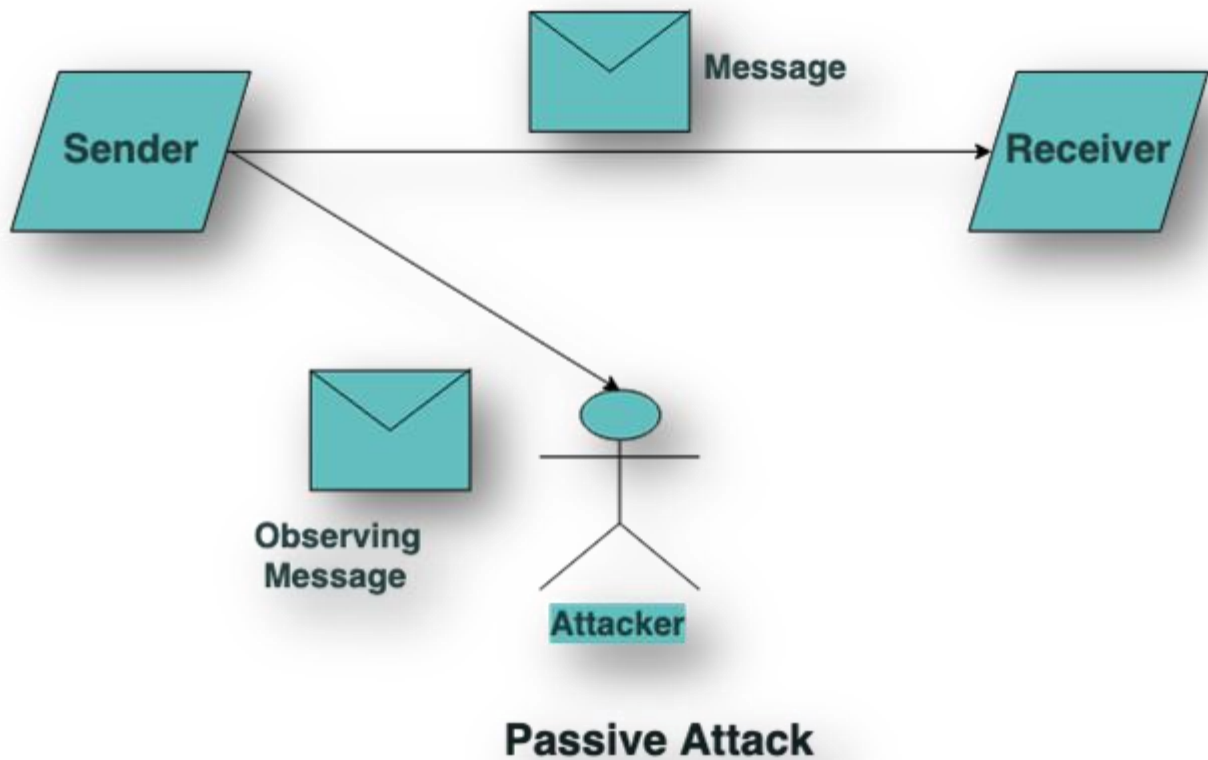 Message
Sender
Receiver
Observing
Message
Attacker
Passive Attack